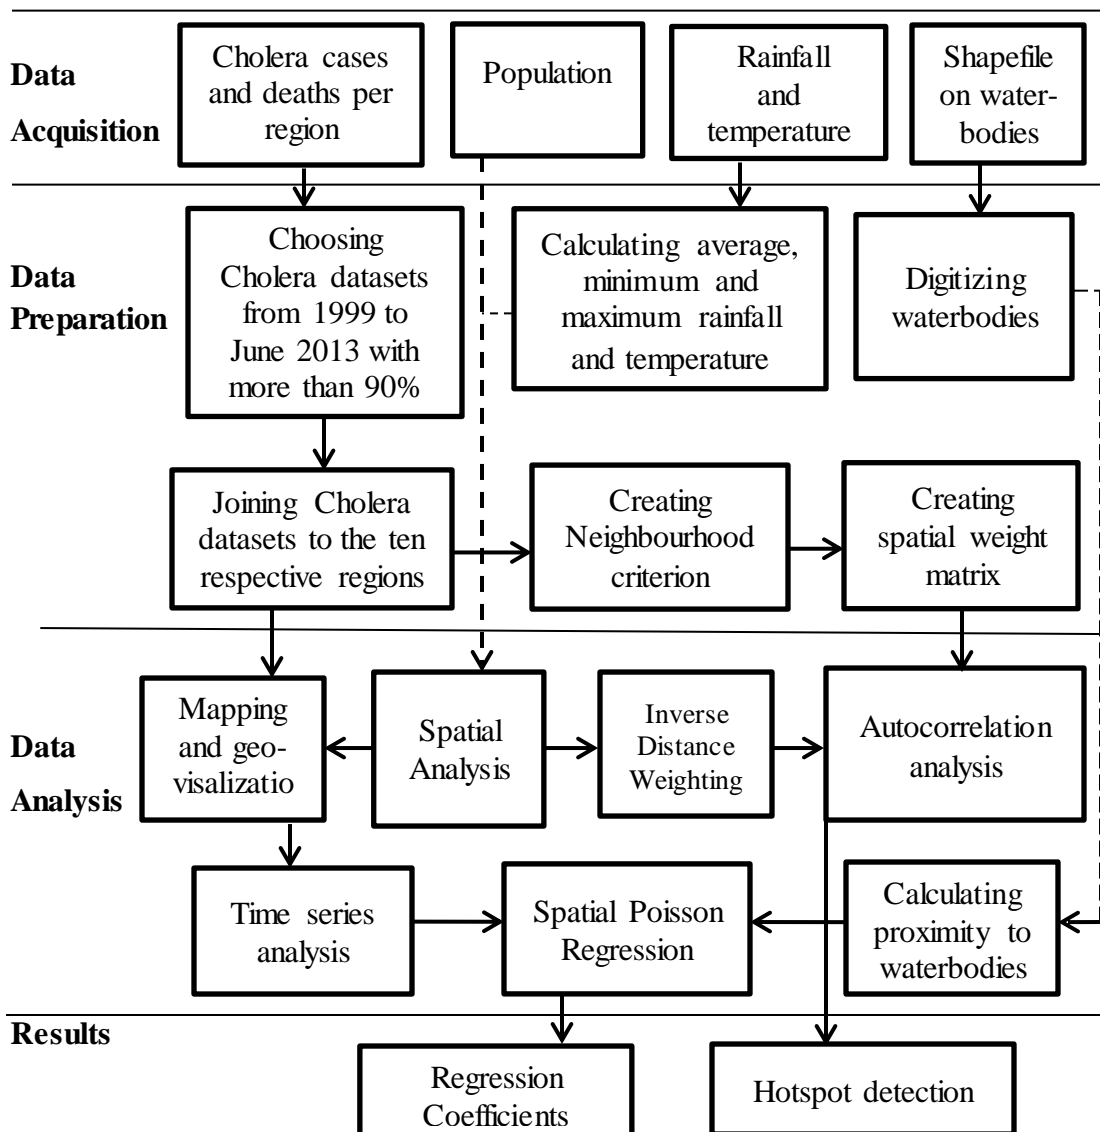 Data
Acquisition
Cholera cases
and deaths per
region
Population
Rainfall
and
temperature
Shapefile
on water-
bodies
Data
Preparation
Choosing
Cholera datasets
from 1999 to
June 2013 with
more than 90%
Calculating average,
minimum and
maximum rainfall
and temperature
Digitizing
waterbodies
Joining Cholera
datasets to the ten
respective regions
Creating
Neighbourhood
criterion
Creating
spatial weight
matrix
Data
Analysis
Mapping
and geo-
visalizatio
Spatial
Analysis
Inverse
Distance
Weighting
Autocorrelation
analysis
Time series
analysis
Spatial Poisson
Regression
Calculating
proximity to
waterbodies
Results
Regression
Coefficients
Hotspot detection